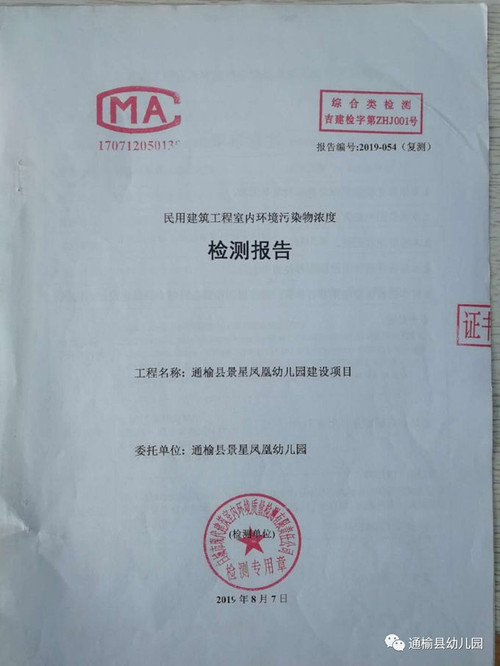 CMA
综合类检测
吉建检字第ZHJ001号
17071205013
报告编号:2019-054（复测）
民用建筑工程室内环境污染物浓度
检测报告
证书
工程名称: 通榆县景星凤凰幼儿园建设项目
委托单位: 通榆县景星凤凰幼儿园
(检测单位)
检测专用章
2019年8月7日
通榆县幼儿园